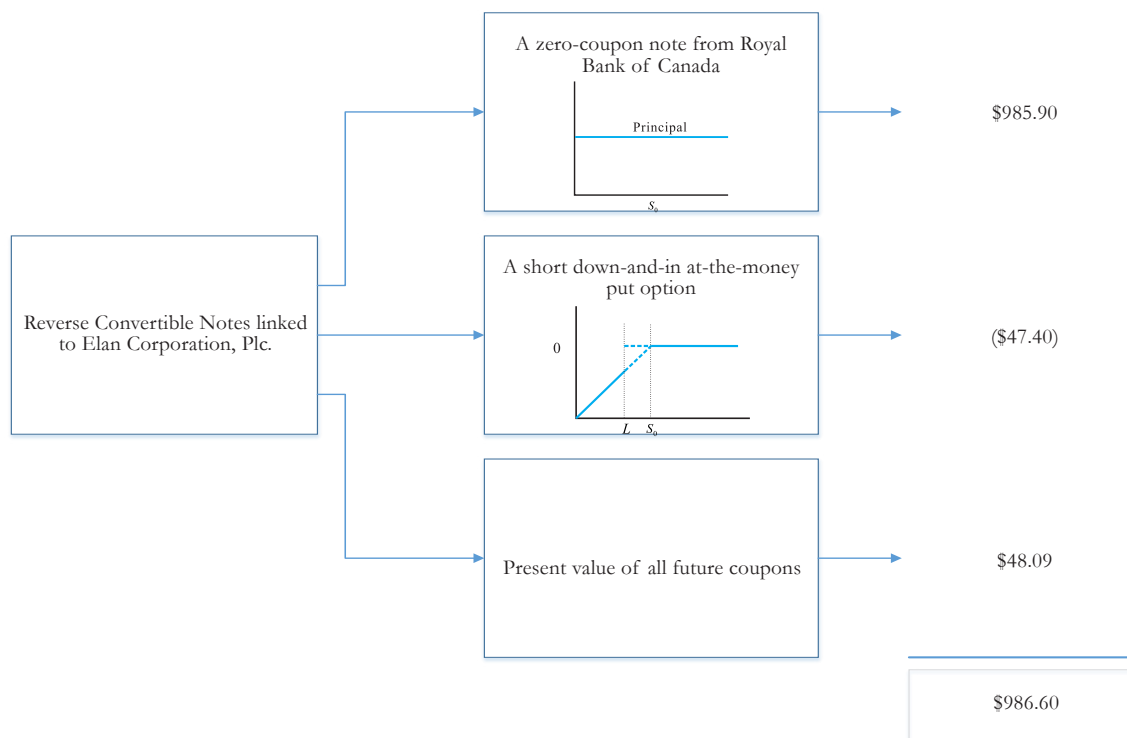 A zero-coupon note from Royal
Bank of Canada
Principal
S₀
$985.90
Reverse Convertible Notes linked
to Elan Corporation, Plc.
A short down-and-in at-the-money
put option
0
L S₀
($47.40)
Present value of all future coupons
$48.09
$986.60